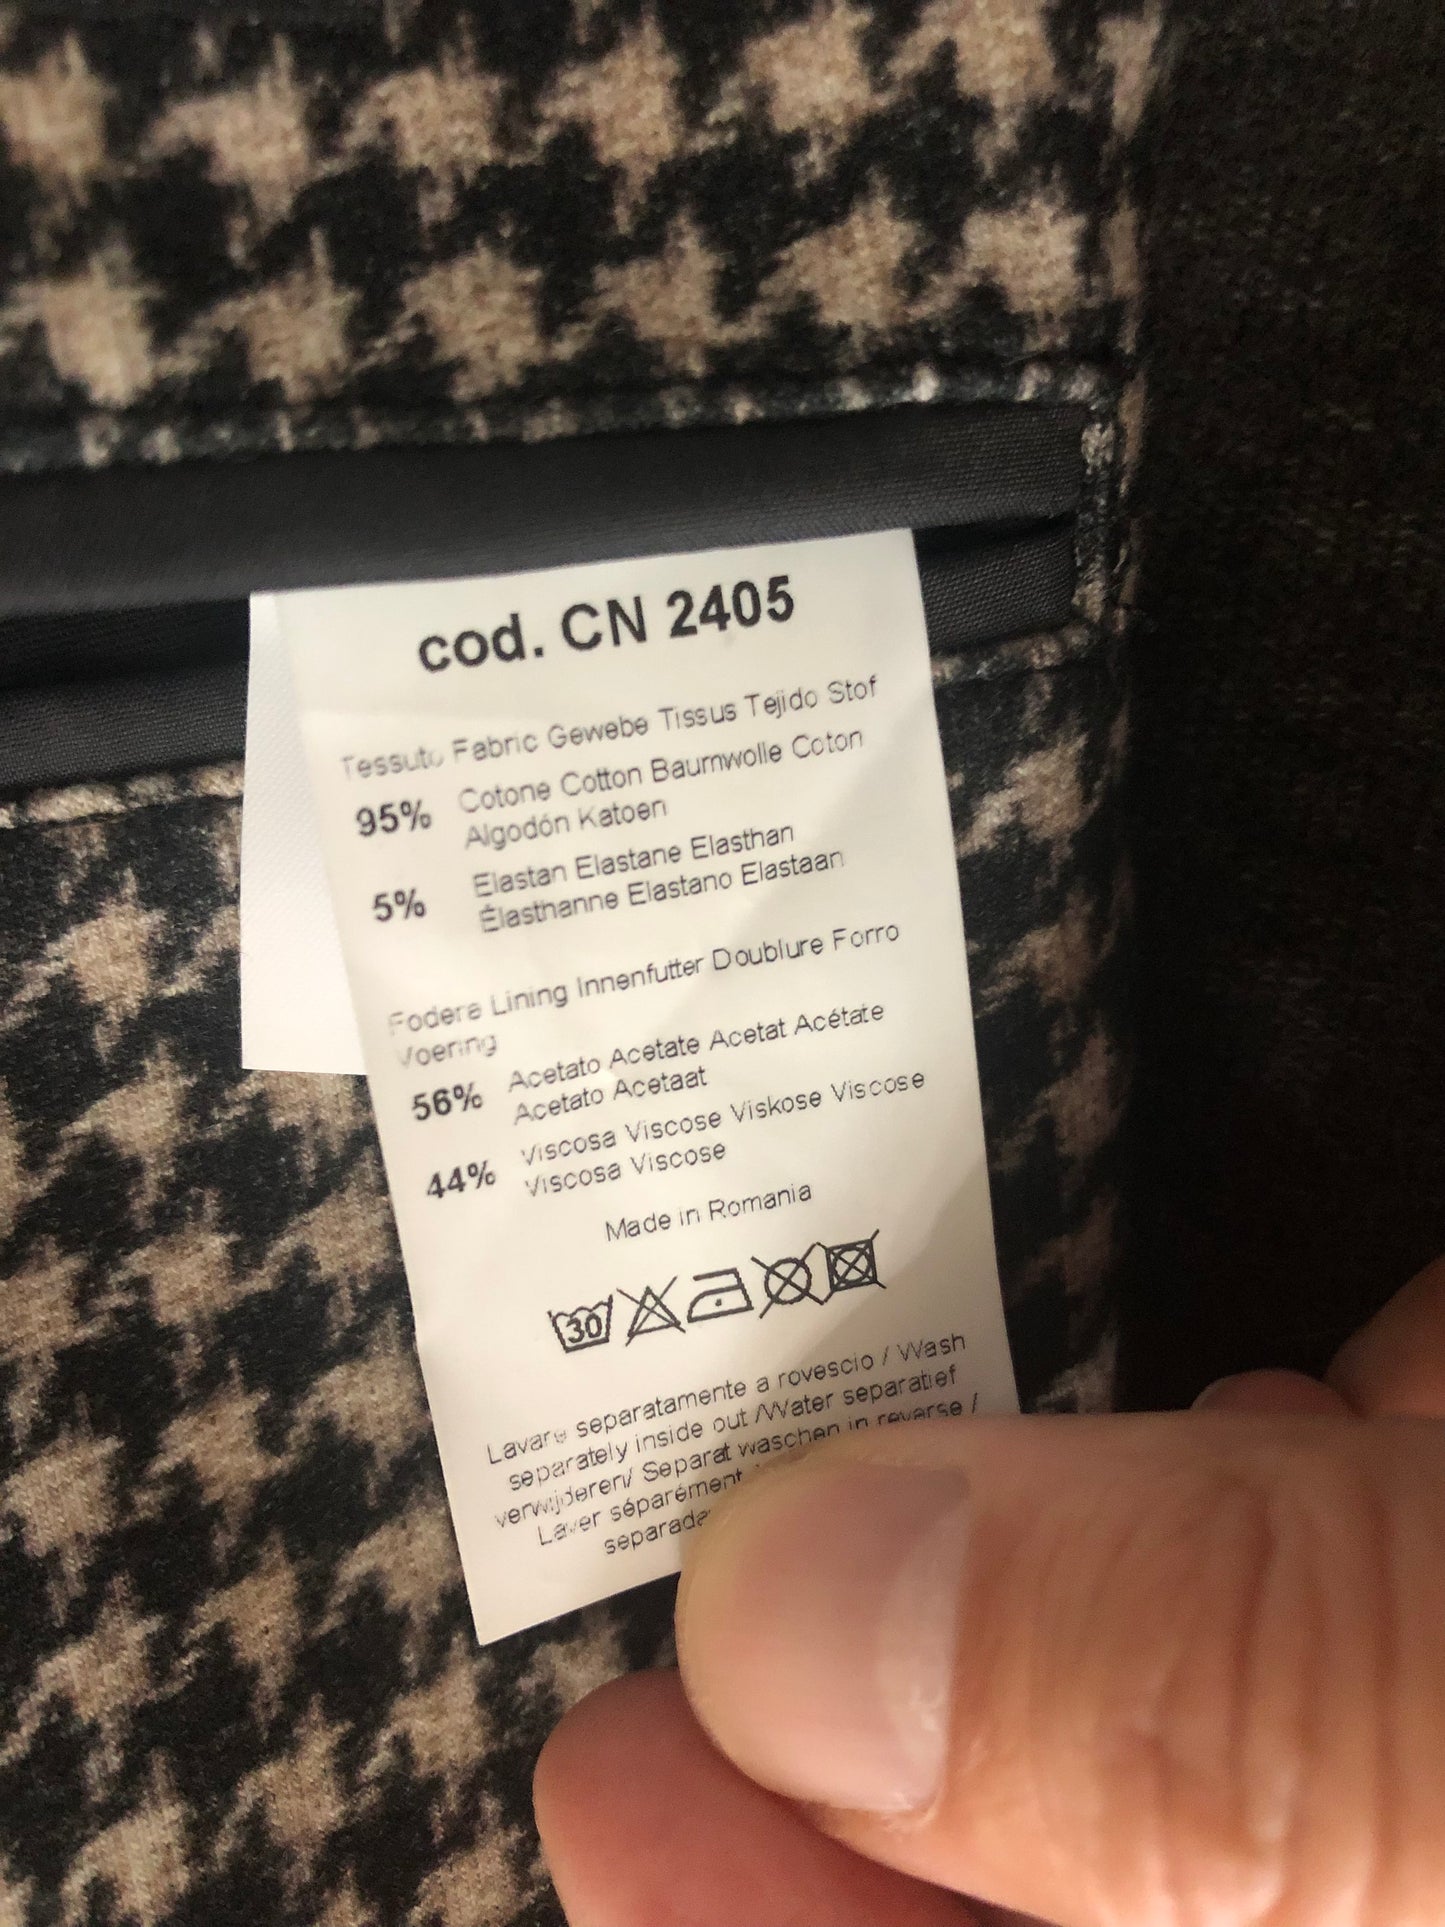 cod. CN 2405
Tessuto Fabric Gewebe Tissus Tejido Stof
95% Cotone Cotton Baumwolle Coton
Algodón Katoen
5% Elastan Elastane Elasthan
Élasthanne Elastano Elastaan
Fodera Lining Innenfutter Doublure Forro
Voering
56% Acetato Acetate Acetat Acétate
Acetato Acetaat
44% Viscosa Viscose Viskose Viscose
Viscosa Viscose
Made in Romania
30
Lavare separatamente a rovescio / Wash
separately inside out /Water separatief
verwijderen/ Separat waschen in reverse /
Laver séparément